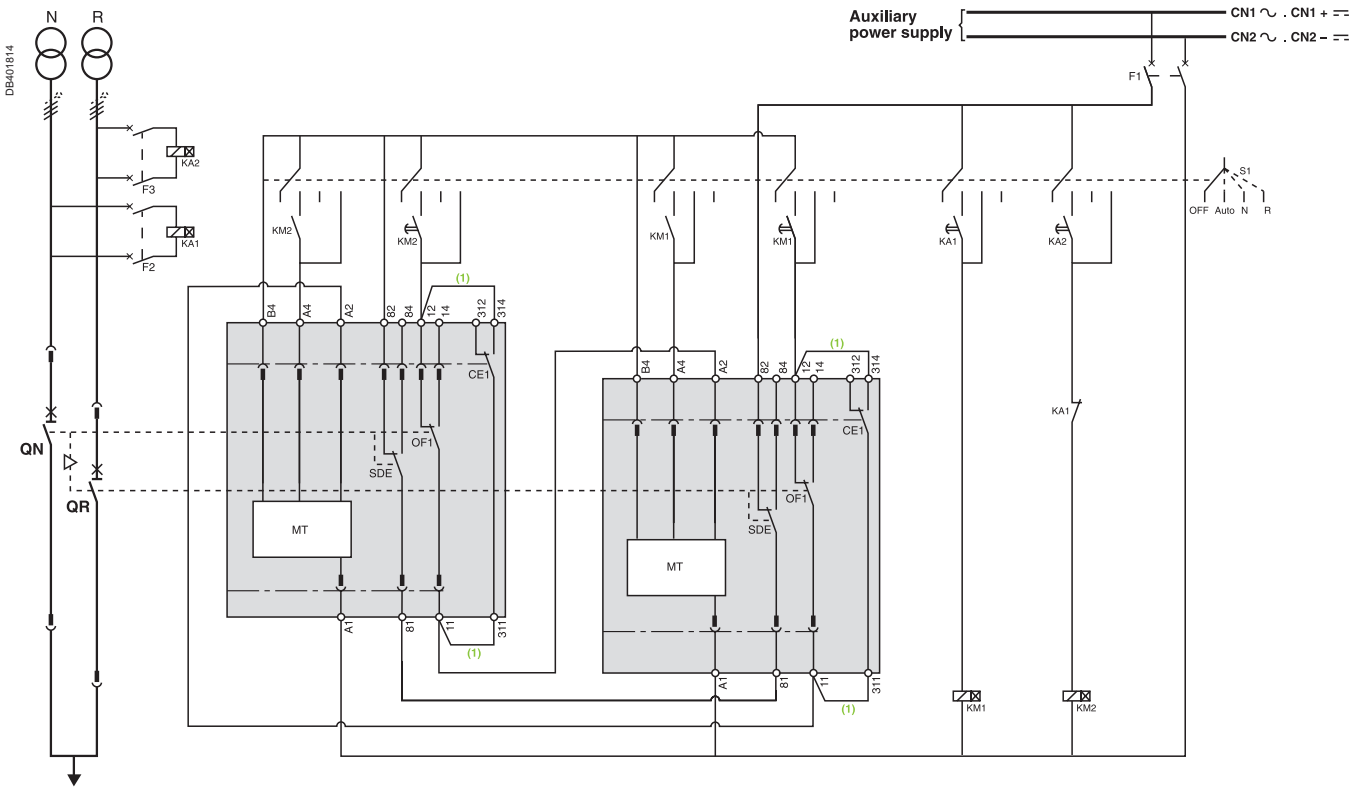 N R
Auxiliary
power supply
CN1 ∿ . CN1 + ⎓
CN2 ∿ . CN2 – ⎓
DB401814
F1
KA2
F3
S1
OFF Auto N R
KA1
F2
KM2 KM2 KM1 KM1 KA1 KA2
(1)
B4 A4 A2 82 84 12 14 312 314
(1)
B4 A4 A2 82 84 12 14 312 314
CE1
CE1
KA1
QN
OF1
SDE
QR
OF1
MT
SDE
MT
A1 81 11 311
(1)
A1 81 11 311
KM1 KM2
(1)